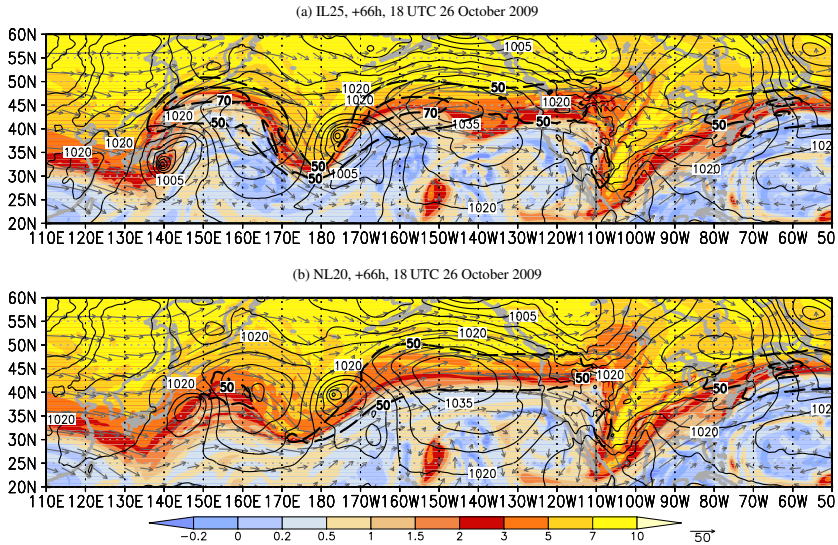 (a) IL25, +66h, 18 UTC 26 October 2009
60N
55N 1005
50N 1020 50
45N 70 1020 1020 50
40N 1020 50 70 50 50
35N 1020 1020 1035 1020
30N 50 1020
25N 1005 50 1005
20N 1020
110E 120E 130E 140E 150E 160E 170E 180 170W 160W 150W 140W 130W 120W 110W 100W 90W 80W 70W 60W 50
(b) NL20, +66h, 18 UTC 26 October 2009
60N
55N 1020 1005
50N 50 1020
45N 1020 1020 50 1020
40N 50 50
35N 1020 50 1035 102
30N 1020
25N 1020
20N
110E 120E 130E 140E 150E 160E 170E 180 170W 160W 150W 140W 130W 120W 110W 100W 90W 80W 70W 60W 50
−0.2 0 0.2 0.5 1 1.5 2 3 5 7 10 50